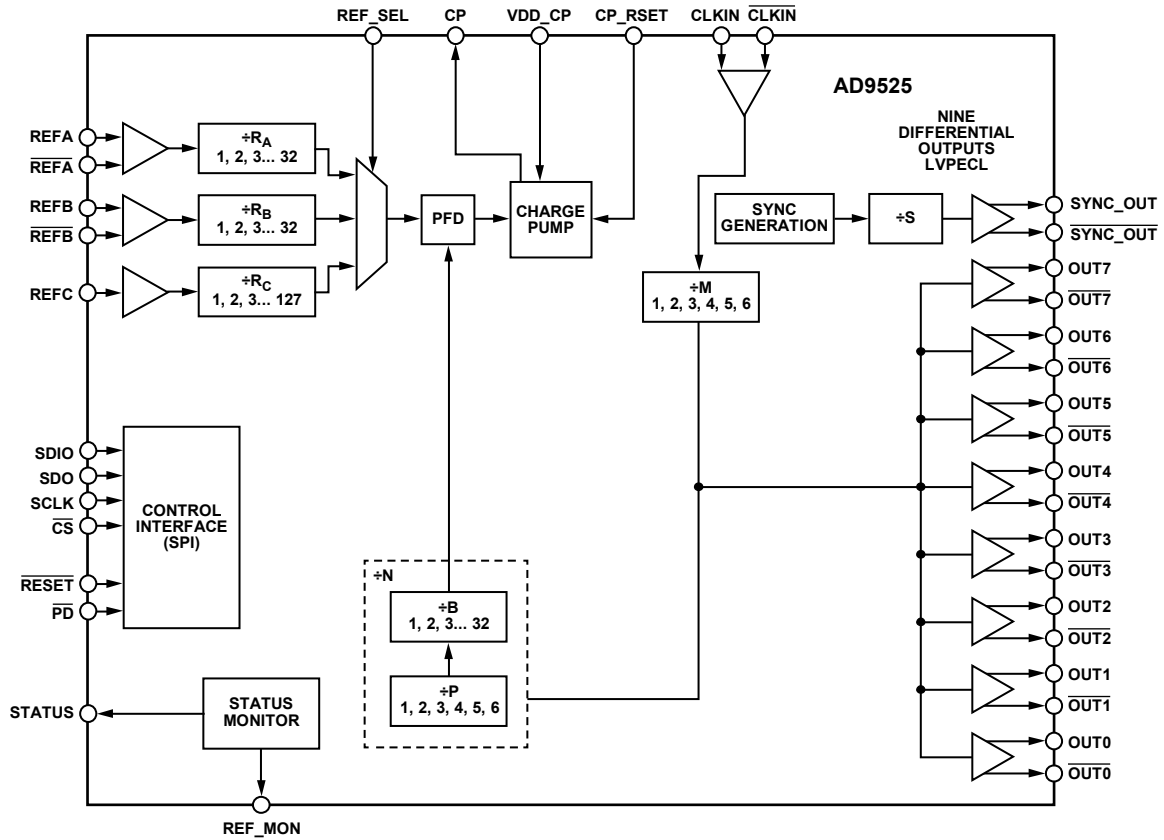 REF_SEL
CP
VDD_CP
CP_RSET
CLKIN
CLKIN
AD9525
NINE
DIFFERENTIAL
OUTPUTS
LVPECL
REFA
REFA
÷RA
1, 2, 3... 32
REFB
REFB
÷RB
1, 2, 3... 32
REFC
÷RC
1, 2, 3... 127
PFD
CHARGE
PUMP
SYNC
GENERATION
÷S
SYNC_OUT
SYNC_OUT
÷M
1, 2, 3, 4, 5, 6
OUT7
OUT7
OUT6
OUT6
OUT5
OUT5
OUT4
OUT4
OUT3
OUT3
OUT2
OUT2
OUT1
OUT1
OUT0
OUT0
SDIO
SDO
SCLK
CS
RESET
PD
CONTROL
INTERFACE
(SPI)
÷N
÷B
1, 2, 3... 32
÷P
1, 2, 3, 4, 5, 6
STATUS
STATUS
MONITOR
REF_MON